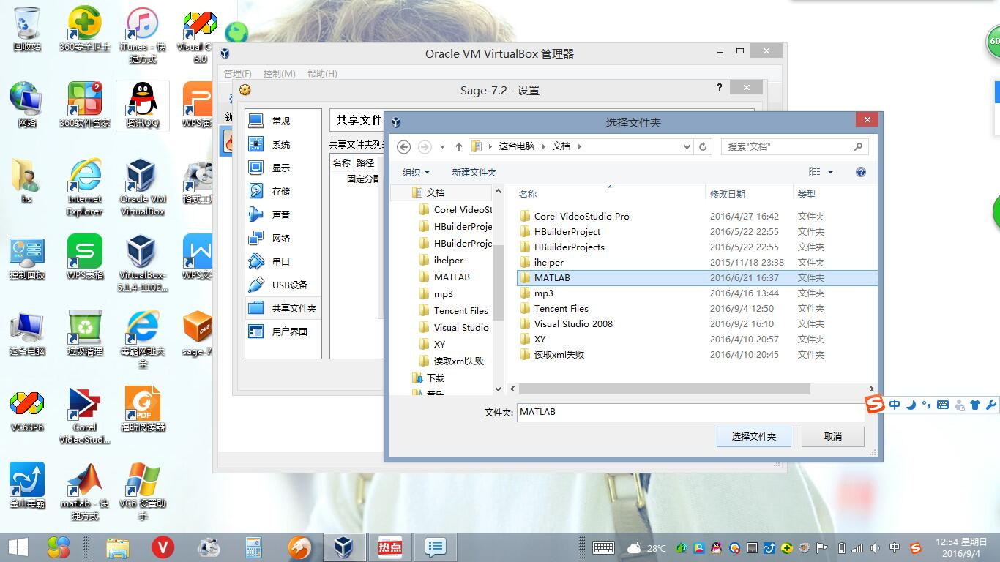 回收站
360安全卫士
iTunes - 快捷方式
Visual C 6.0
网络
360软件管家
2
腾讯QQ
WPS演
hs
Internet Explorer
Oracle VM VirtualBox
格式工
控制面板
WPS表格
VirtualBox-5.1.4-1102...
WPS文
这台电脑
垃圾清理
毒霸网址大全
ova
sage-7
VC6SP6
Corel VideoStud...
PDF
福昕阅读器
金山毒霸
matlab - 快捷方式
VC6 设置助手
60
Oracle VM VirtualBox 管理器
管理(F) 控制(M) 帮助(H)
新
Sage-7.2 - 设置
?
常规
系统
显示
存储
声音
网络
串口
USB设备
共享文件夹
用户界面
共享文件
共享文件夹列
名称 路径
固定分配
选择文件夹
这台电脑 文档
搜索"文档"
组织 新建文件夹
文档
Corel VideoSt
HBuilderProje
HBuilderProje
ihelper
MATLAB
mp3
Tencent Files
Visual Studio
XY
读取xml失败
下载
音乐
名称 修改日期 类型
Corel VideoStudio Pro 2016/4/27 16:42 文件夹
HBuilderProject 2016/5/22 22:55 文件夹
HBuilderProjects 2016/5/22 22:55 文件夹
ihelper 2015/11/18 23:38 文件夹
MATLAB 2016/6/21 16:37 文件夹
mp3 2016/4/16 13:44 文件夹
Tencent Files 2016/9/4 12:50 文件夹
Visual Studio 2008 2016/9/2 16:10 文件夹
XY 2016/4/10 20:57 文件夹
读取xml失败 2016/4/10 20:45 文件夹
文件夹: MATLAB
选择文件夹 取消
中
热点
28℃
中
12:54 星期日
2016/9/4